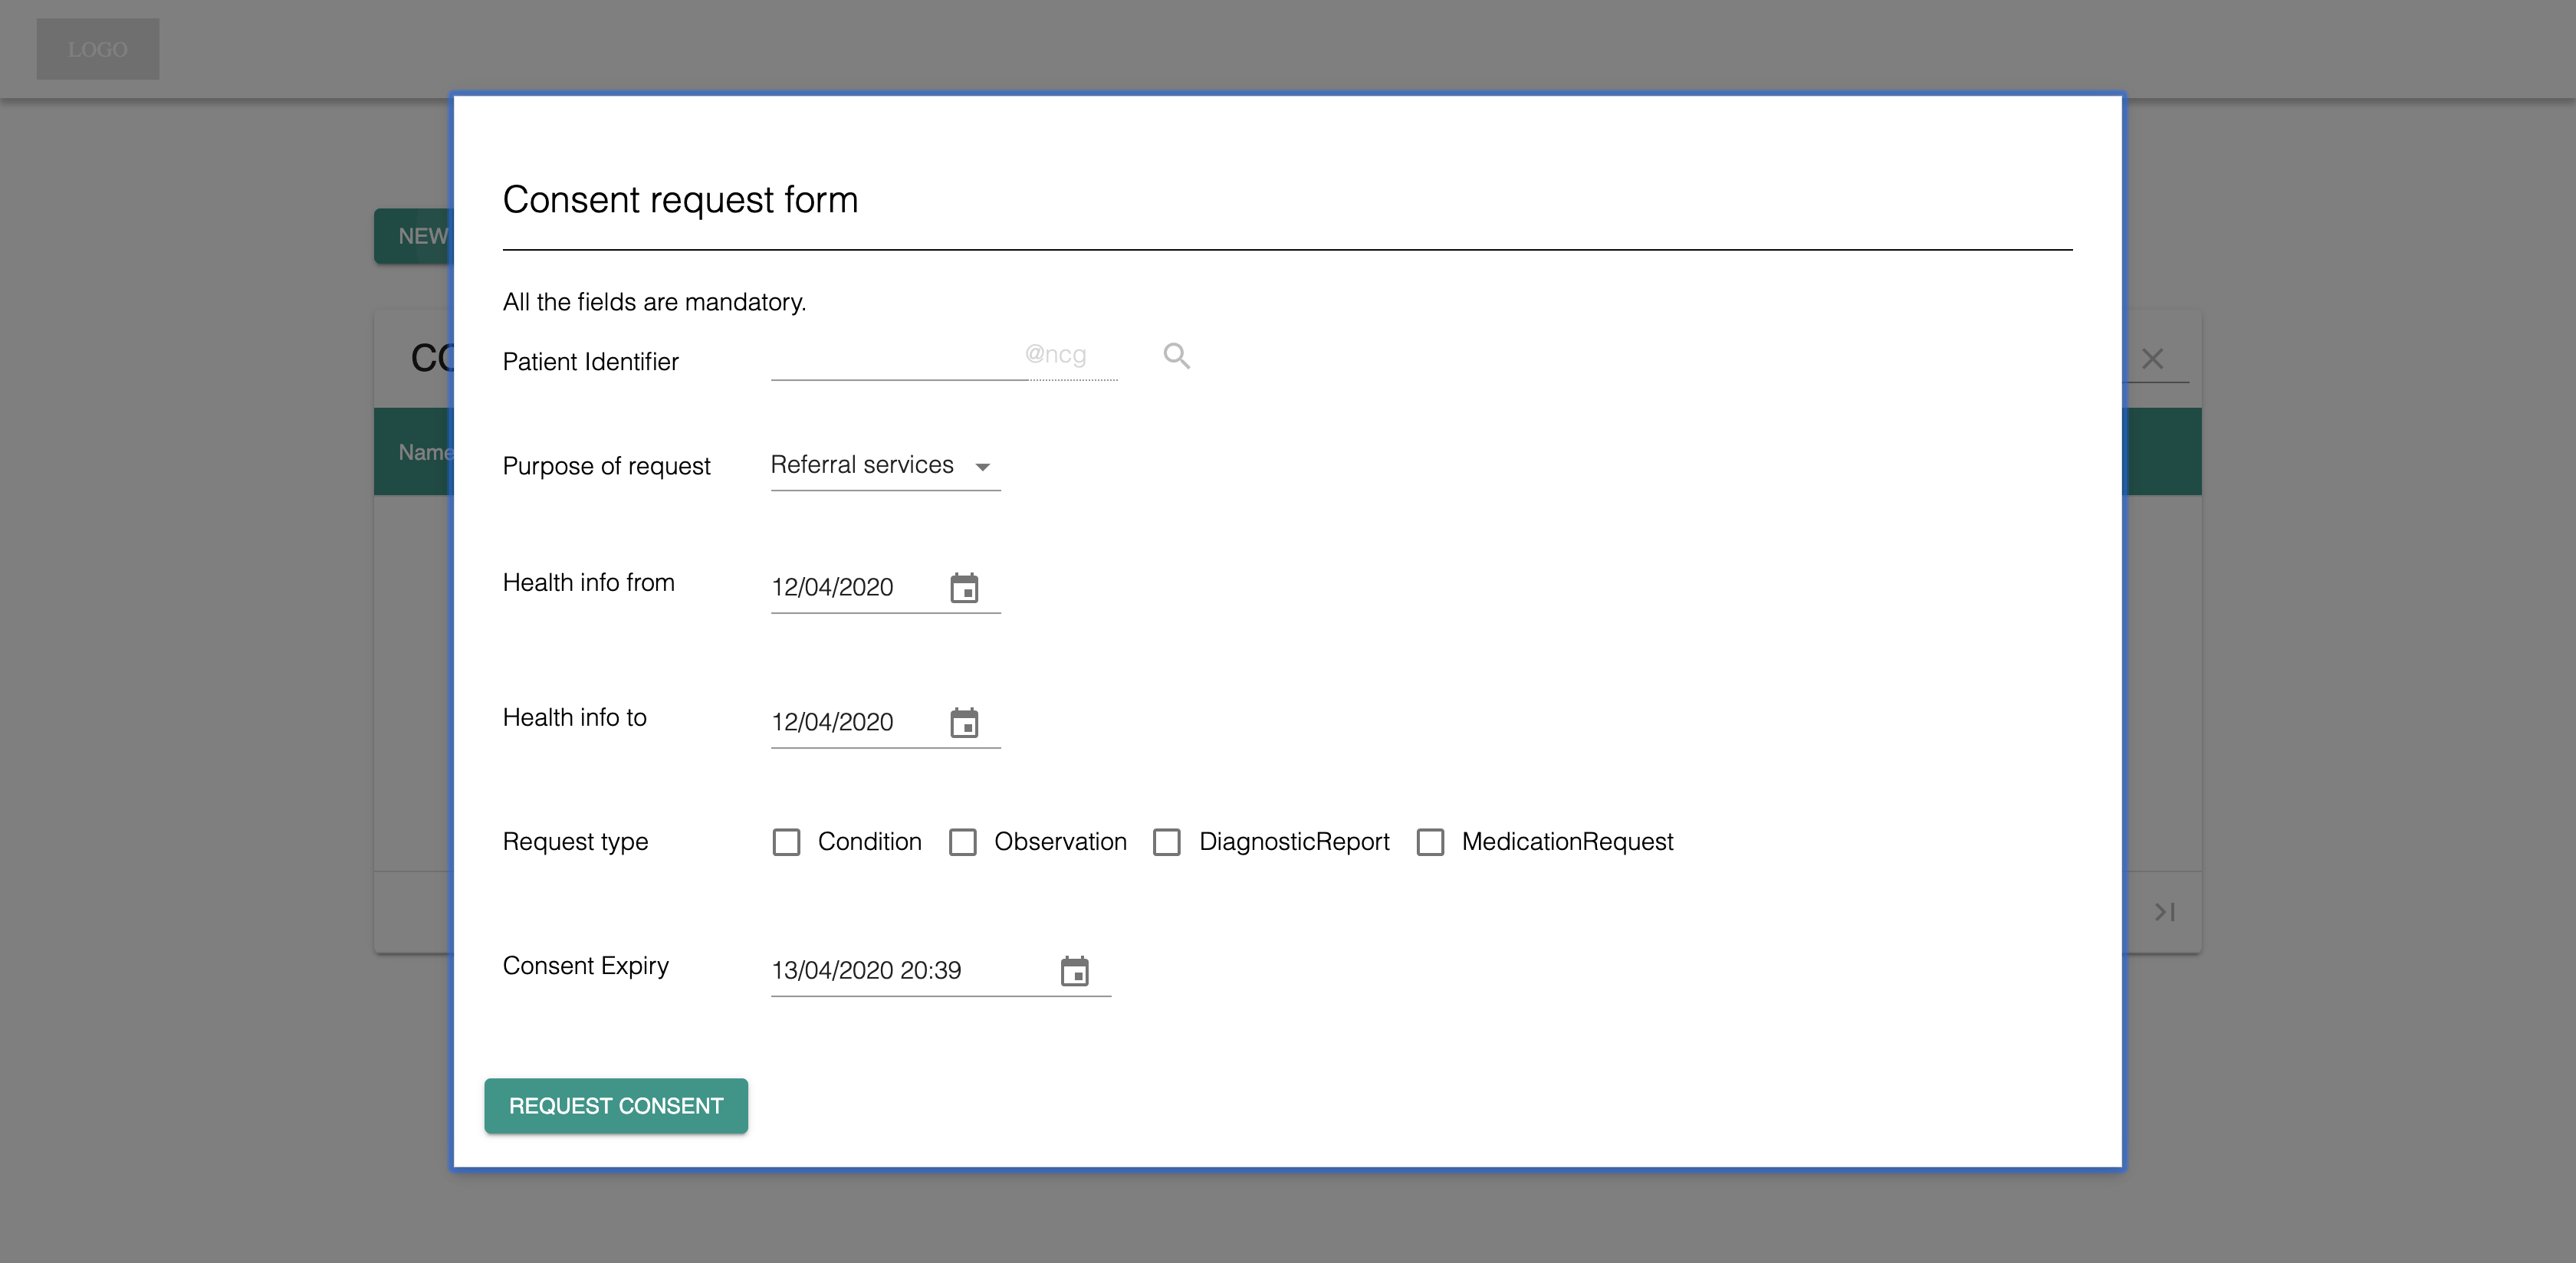 LOGO
NEW
CO
Name
Consent request form
All the fields are mandatory.
Patient Identifier @ncg
Purpose of request Referral services
Health info from 12/04/2020
Health info to 12/04/2020
Request type Condition Observation DiagnosticReport MedicationRequest
Consent Expiry 13/04/2020 20:39
REQUEST CONSENT